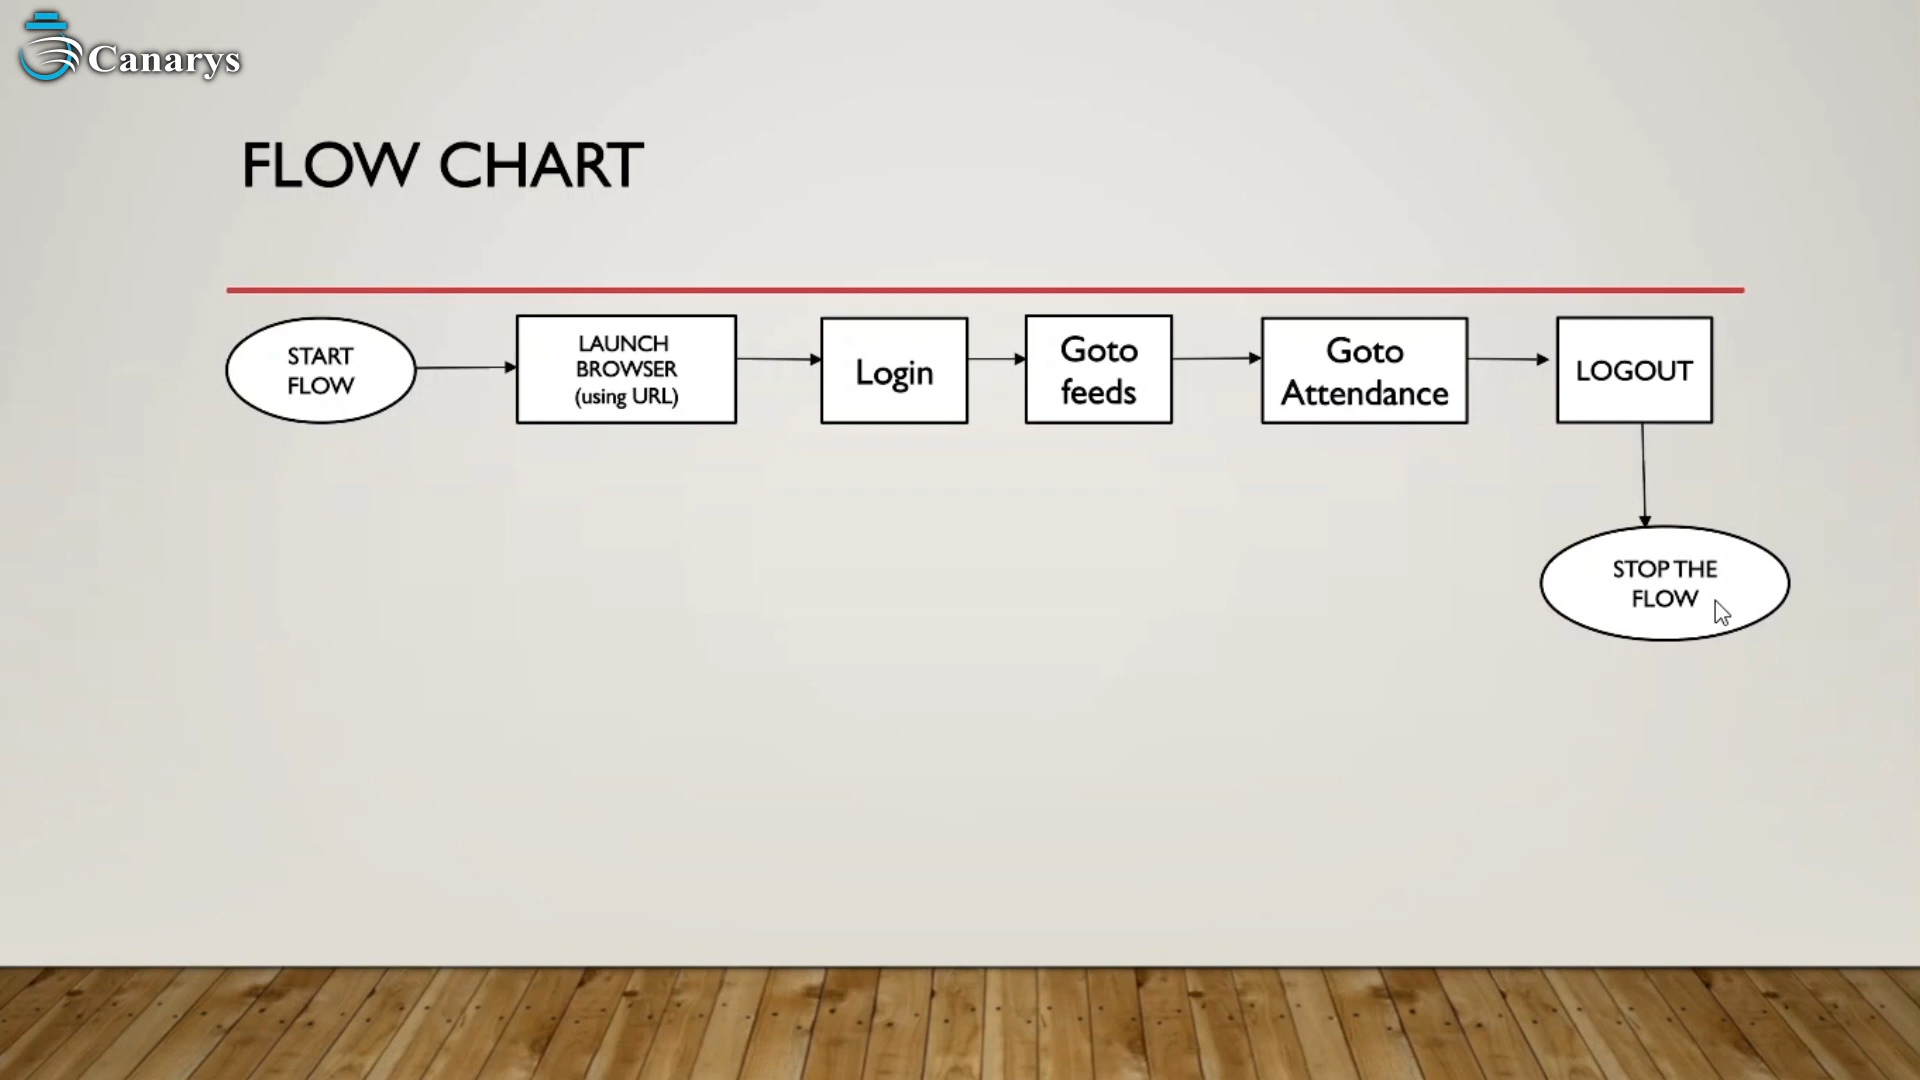 Canarys
FLOW CHART
START
FLOW
LAUNCH
BROWSER
(using URL)
Login
Goto
feeds
Goto
Attendance
LOGOUT
STOP THE
FLOW